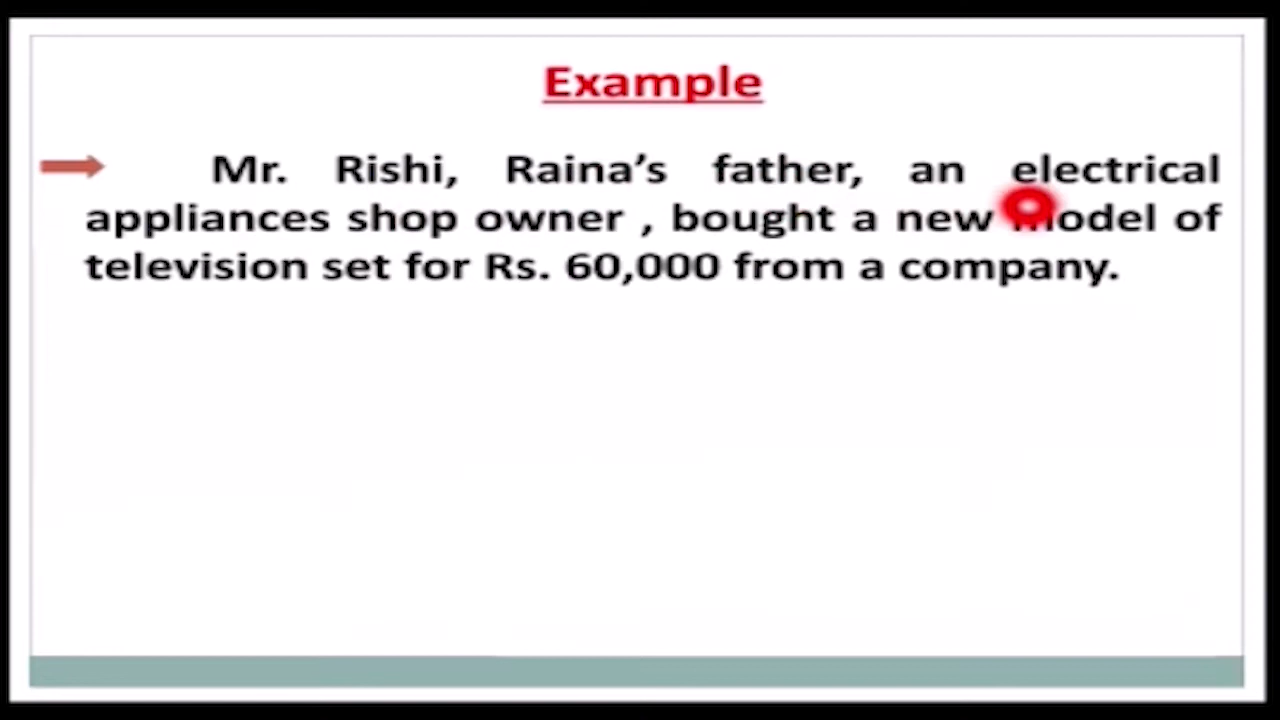 Example
Mr. Rishi, Raina's father, an electrical
appliances shop owner , bought a new model of
television set for Rs. 60,000 from a company.